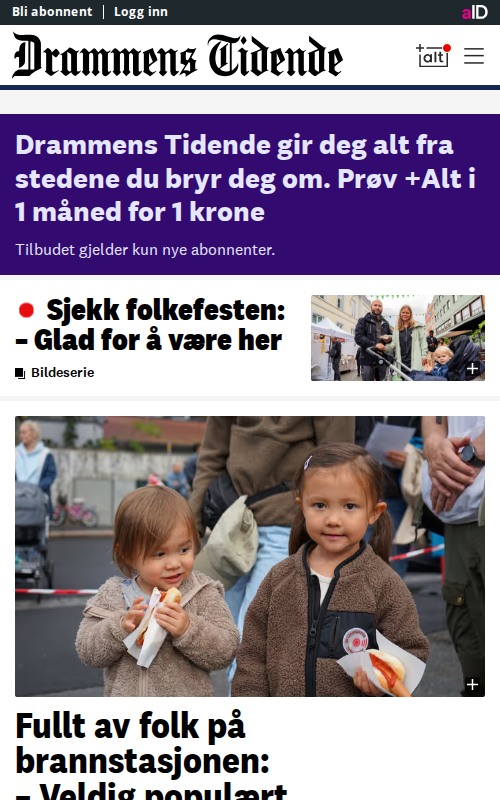 Bli abonnent | Logg inn
aID
Drammens Tidende
+alt
Drammens Tidende gir deg alt fra
stedene du bryr deg om. Prøv +Alt i
1 måned for 1 krone
Tilbudet gjelder kun nye abonnenter.
Sjekk folkefesten:
– Glad for å være her
Bildeserie
Fullt av folk på
brannstasjonen:
– Veldig populært